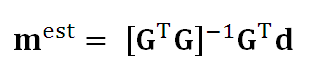 mᵉˢᵗ = [GᵀG]⁻¹Gᵀd